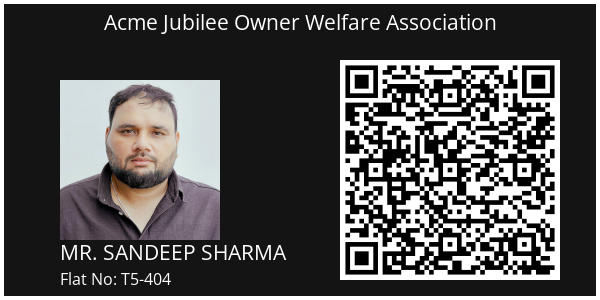 Acme Jubilee Owner Welfare Association
MR. SANDEEP SHARMA
Flat No: T5-404